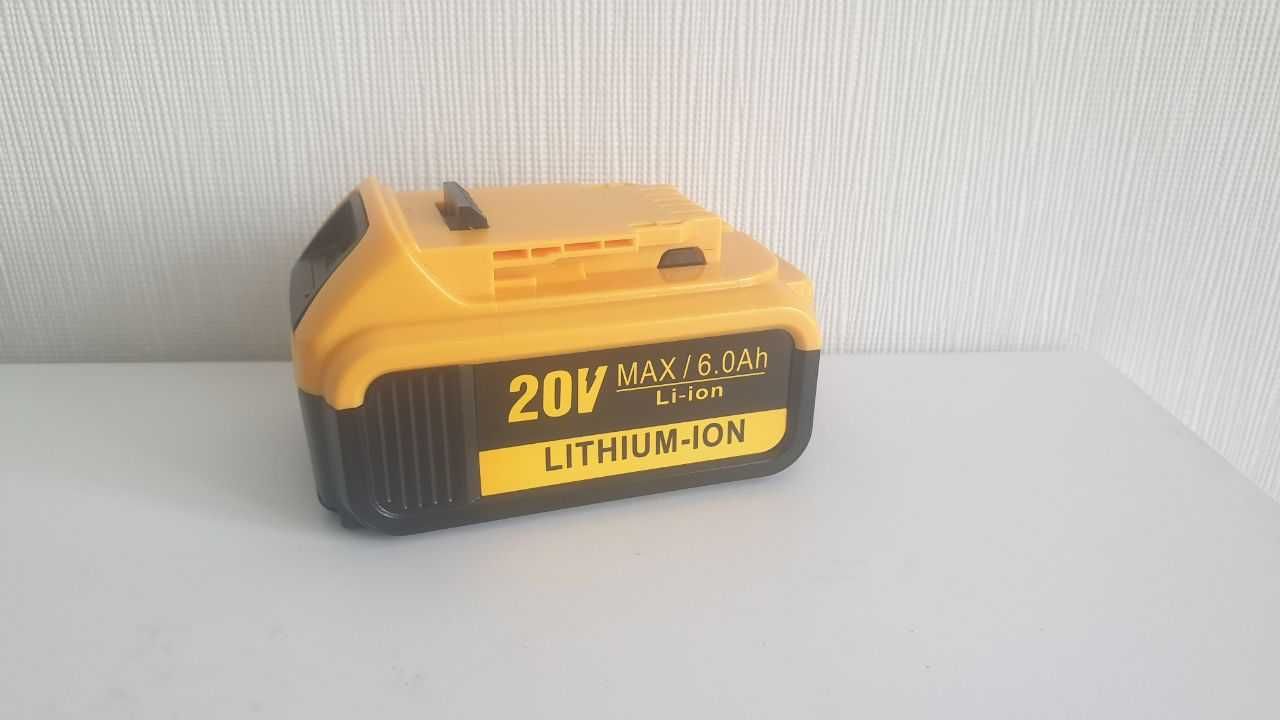 20V MAX / 6.0Ah
Li-ion
LITHIUM-ION